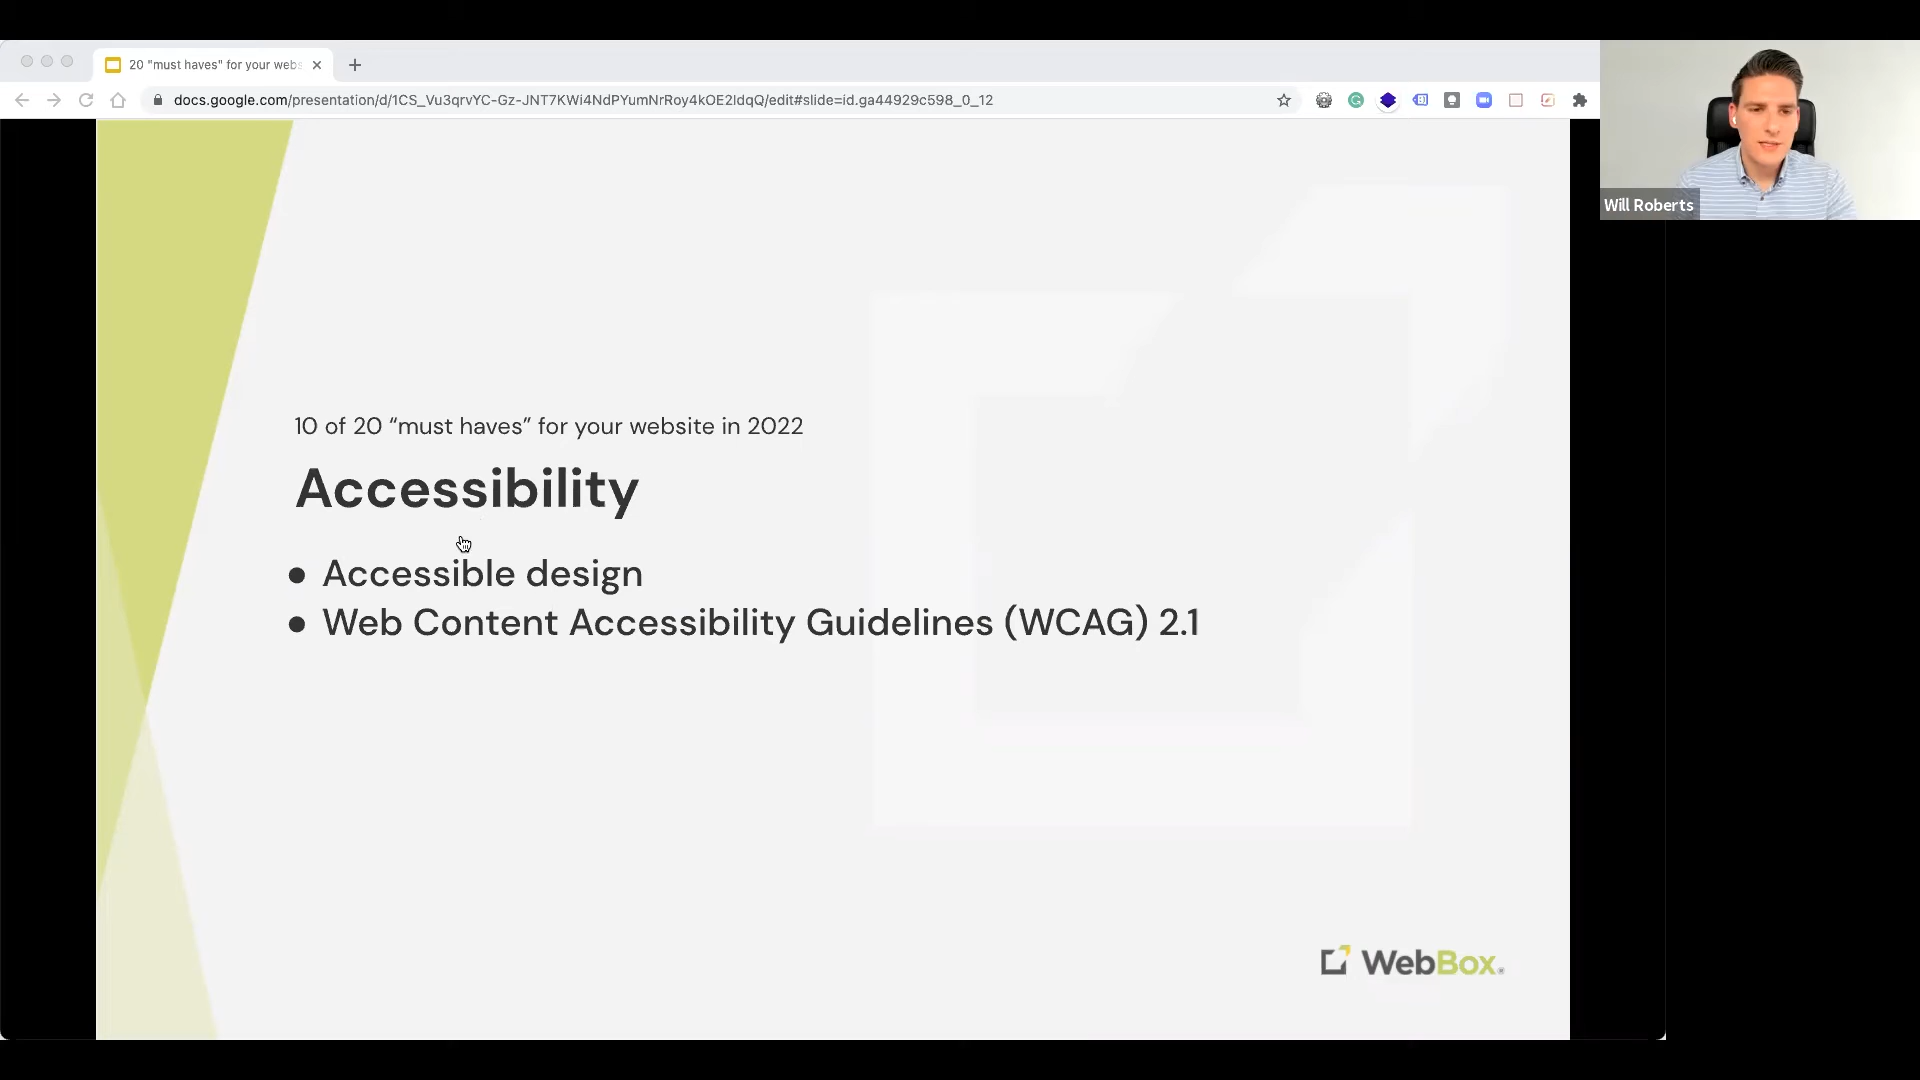 20 "must haves" for your webs
docs.google.com/presentation/d/1CS_Vu3qrvYC-Gz-JNT7KWi4NdPYumNrRoy4kOE2ldqQ/edit#slide=id.ga44929c598_0_12
Will Roberts
10 of 20 “must haves” for your website in 2022
Accessibility
● Accessible design
● Web Content Accessibility Guidelines (WCAG) 2.1
WebBox®